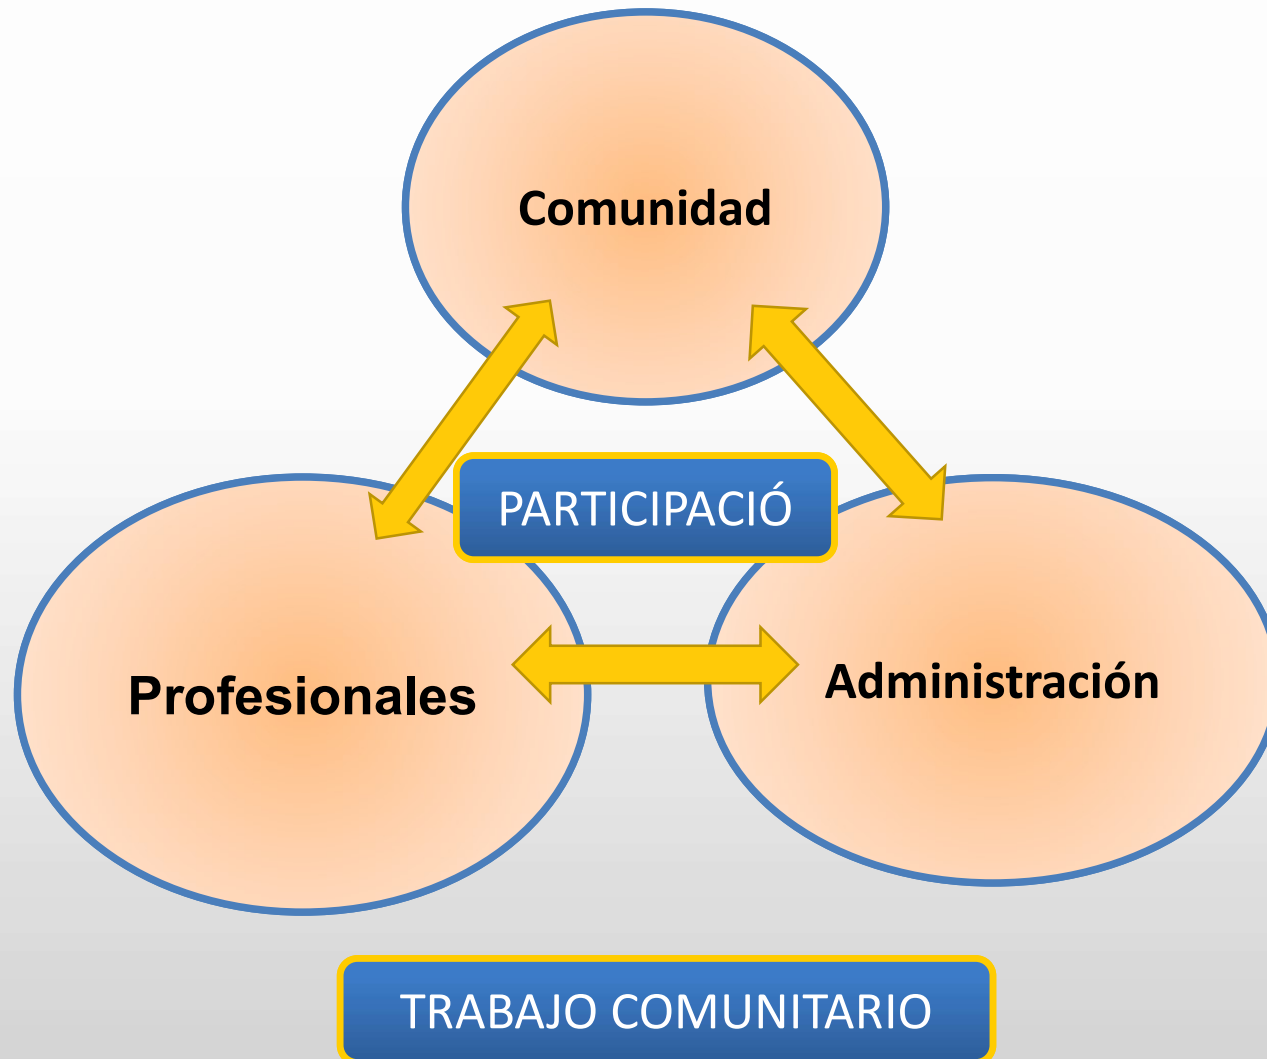 Comunidad
PARTICIPACIÓ
Profesionales
Administración
TRABAJO COMUNITARIO